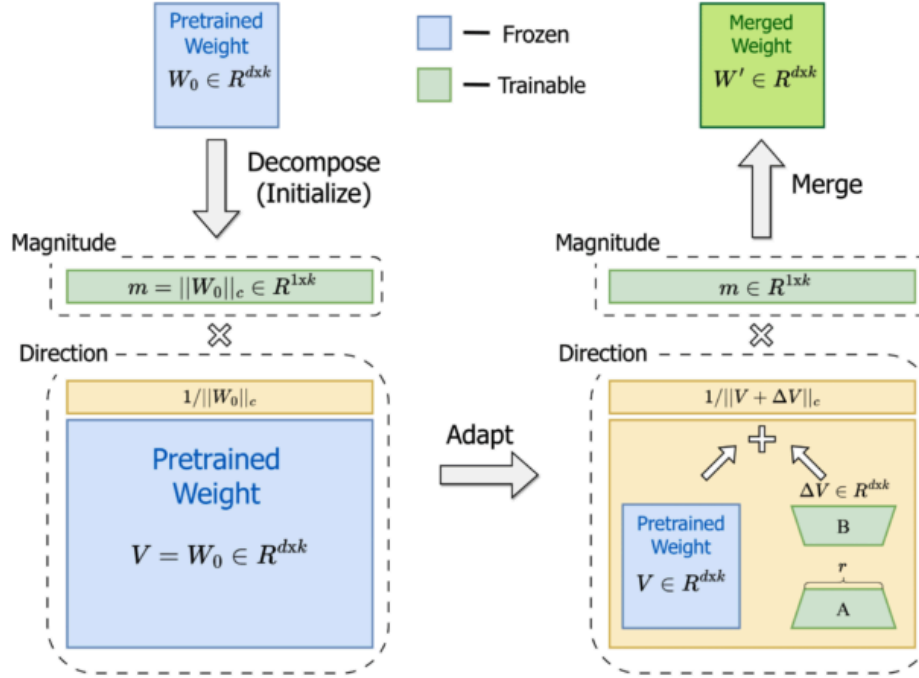 Pretrained
Weight
W₀ ∈ R^{dxk}
Decompose
(Initialize)
Magnitude
m = ||W₀||_c ∈ R^{1xk}
Direction
1/||W₀||_c
Pretrained
Weight
V = W₀ ∈ R^{dxk}
Frozen
Trainable
Adapt
Merged
Weight
W′ ∈ R^{dxk}
Merge
Magnitude
m ∈ R^{1xk}
Direction
1/||V + ΔV||_c
Pretrained
Weight
V ∈ R^{dxk}
ΔV ∈ R^{dxk}
B
r
A